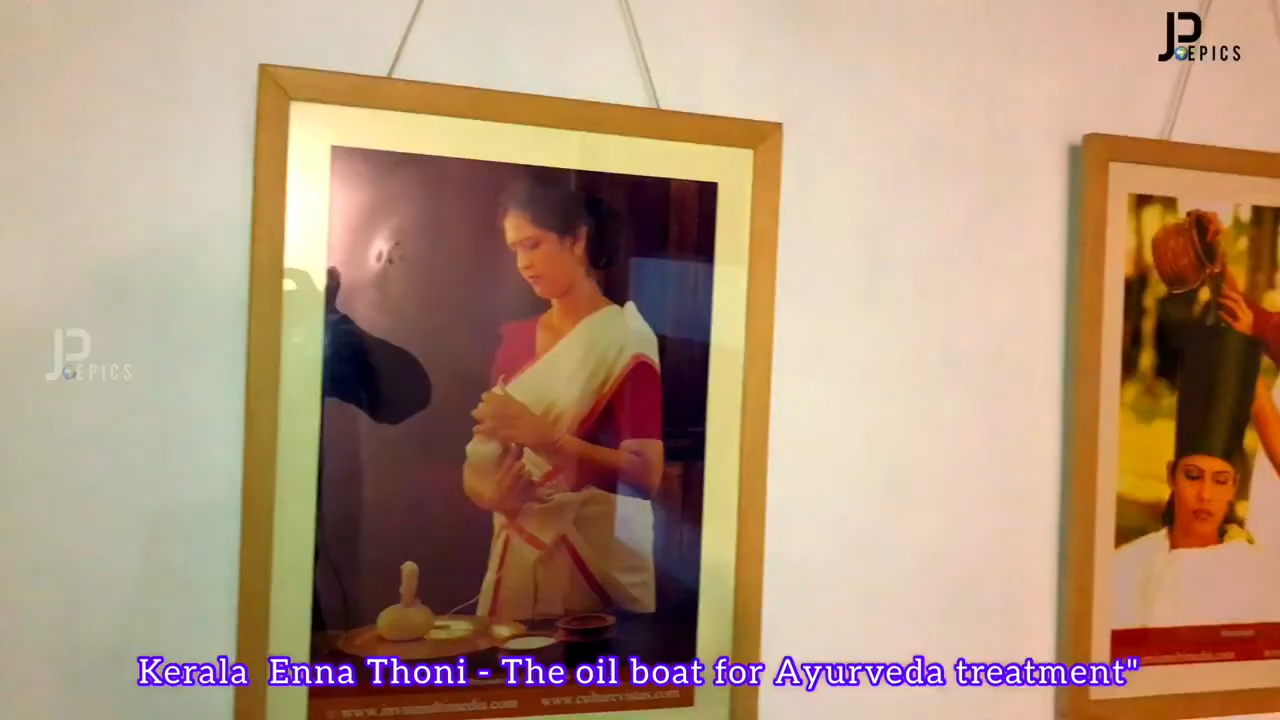 JP
EPICS
JP
EPICS
Kerala Enna Thoni - The oil boat for Ayurveda treatment"
www.culturevistas.com